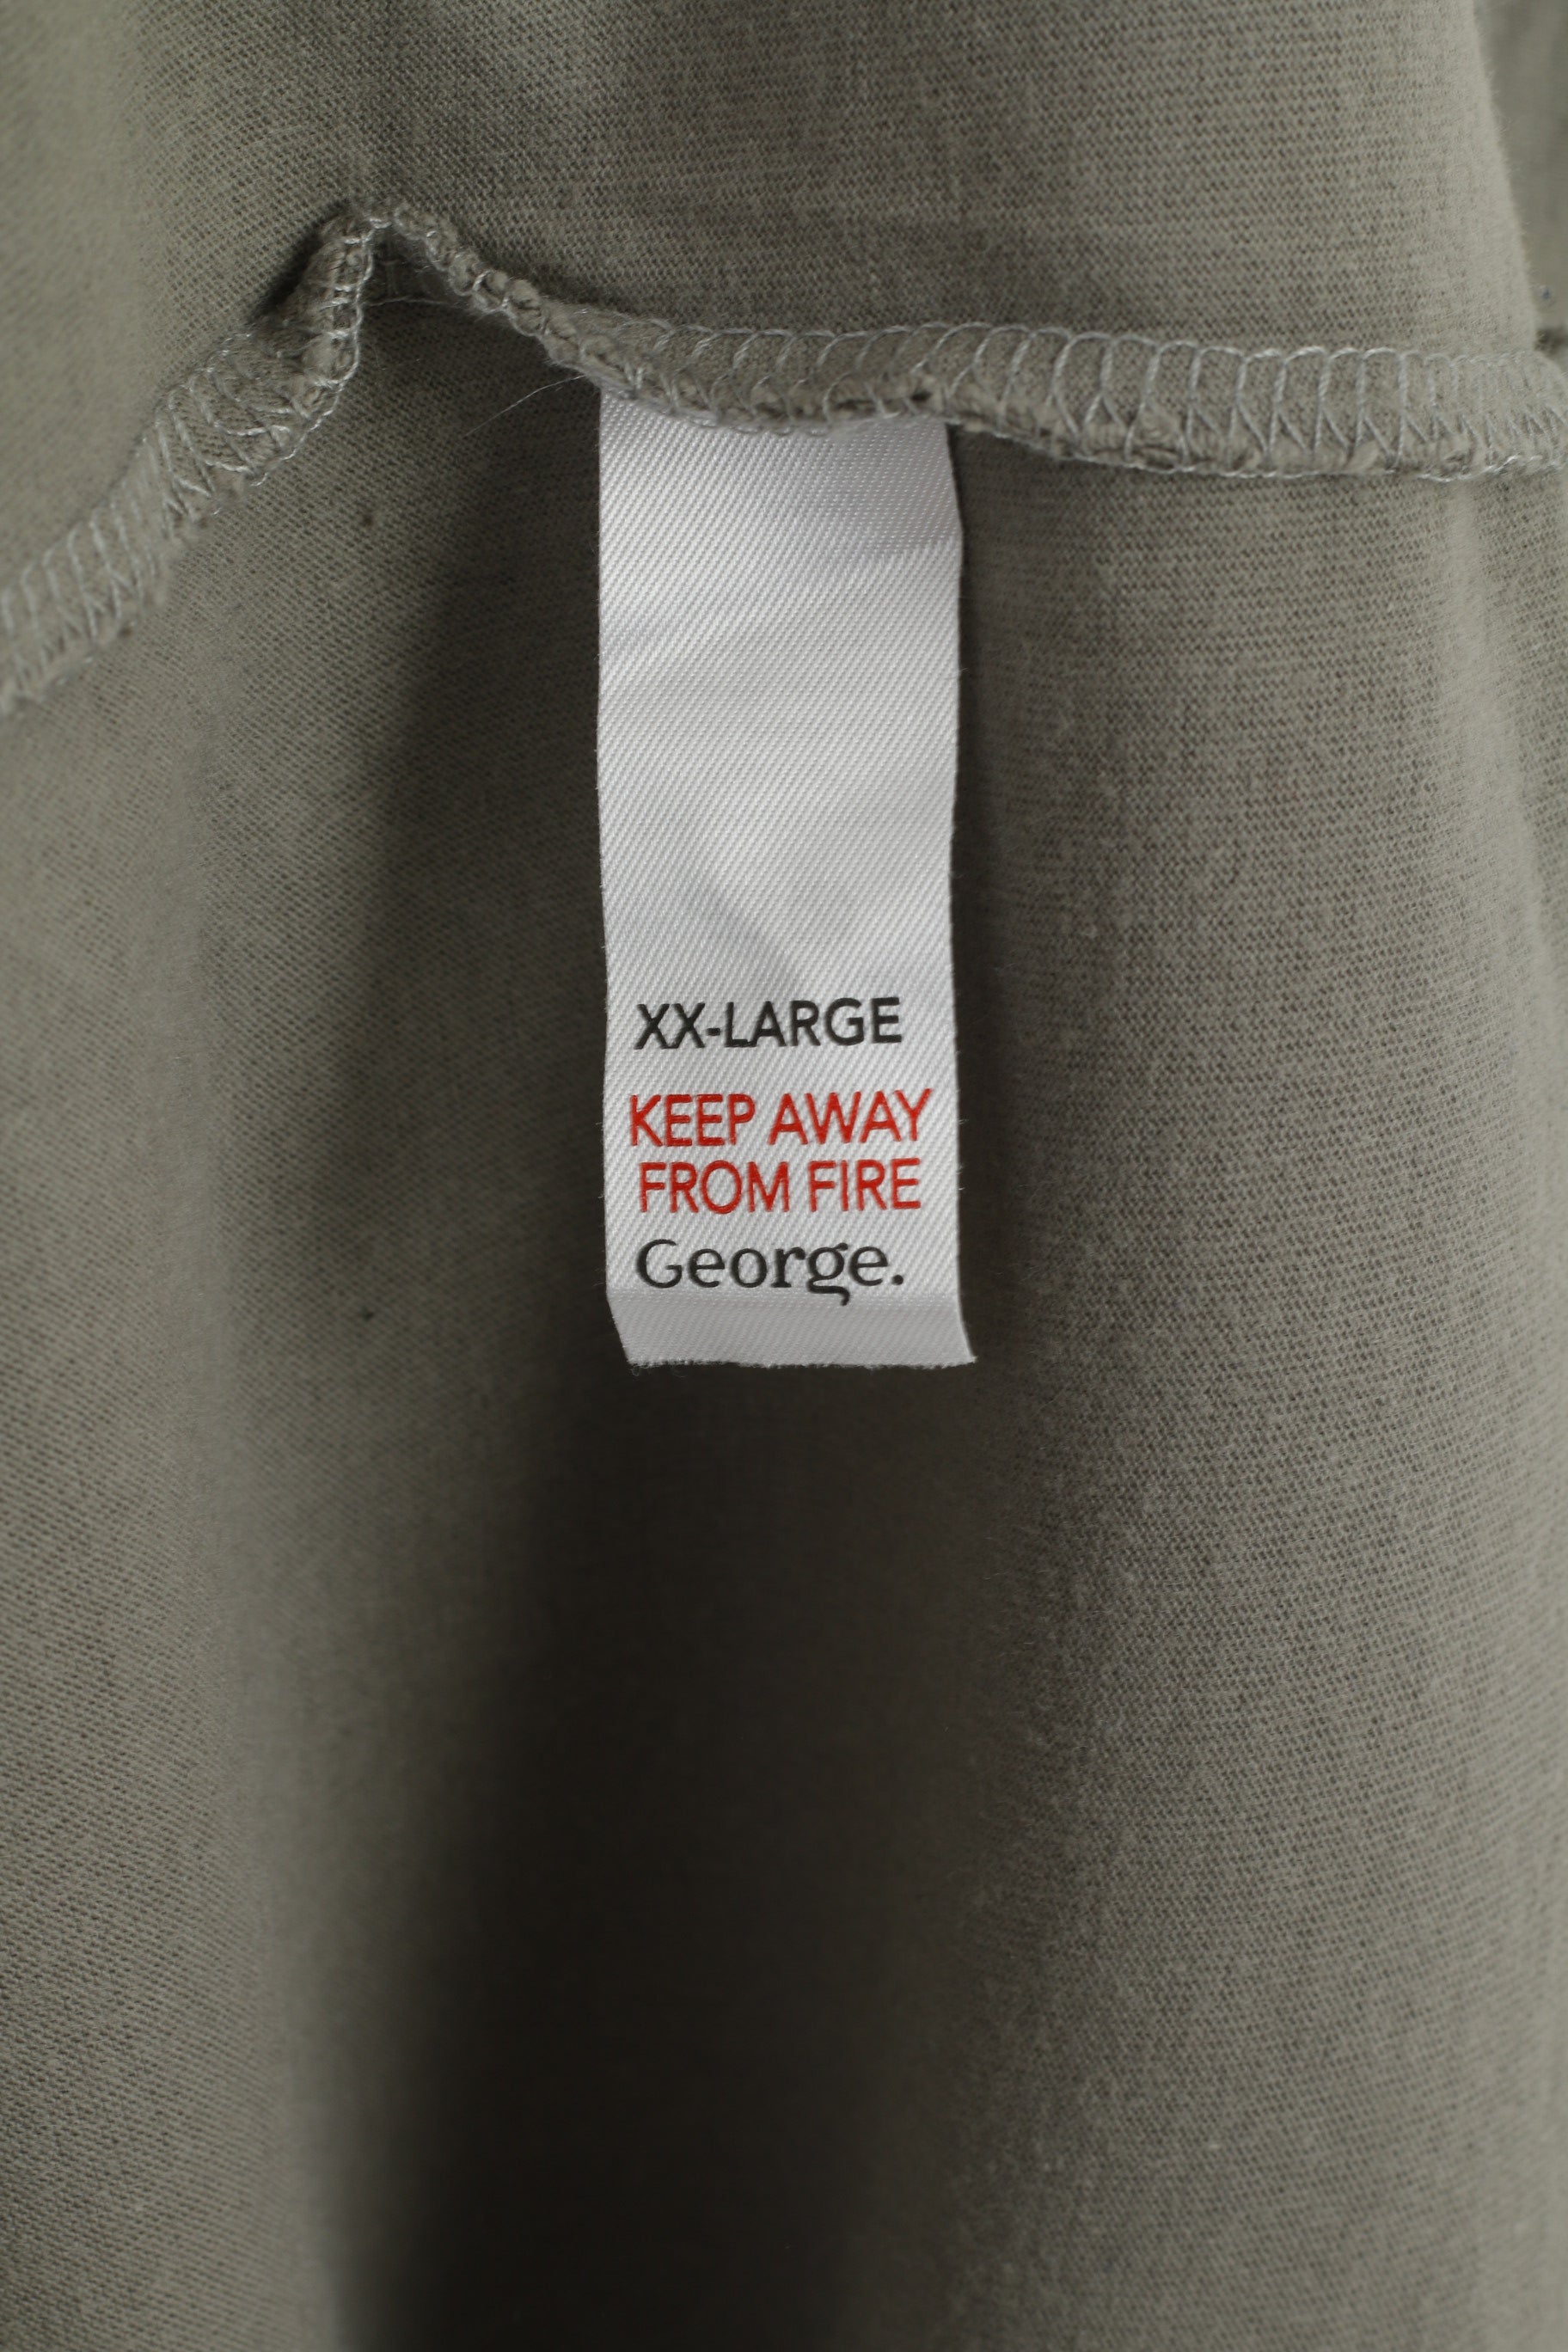 XX-LARGE
KEEP AWAY
FROM FIRE
George.